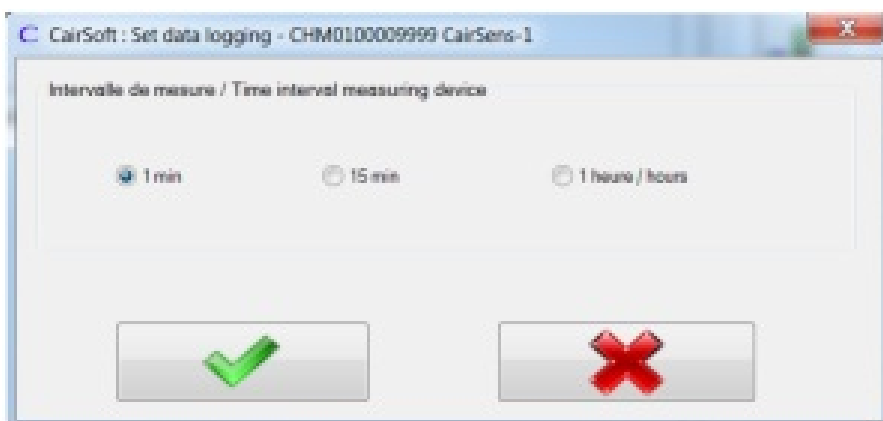 C CairSoft : Set data logging - CHM0100009999 CairSens-1
Intervalle de mesure / Time interval measuring device
1 min
15 min
1 heure / hours